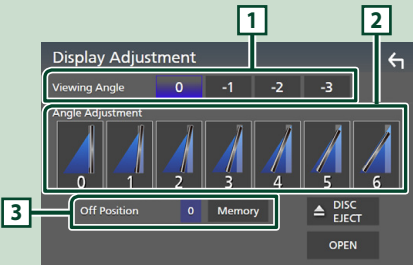 1
2
Display Adjustment
Viewing Angle 0 -1 -2 -3
Angle Adjustment
0 1 2 3 4 5 6
3
Off Position 0 Memory
DISC EJECT
OPEN